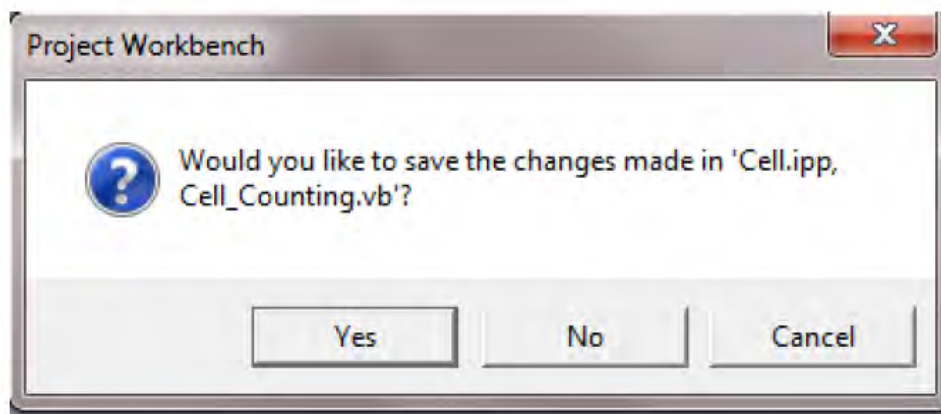 Project Workbench
Would you like to save the changes made in 'Cell.ipp,
Cell_Counting.vb'?
Yes
No
Cancel